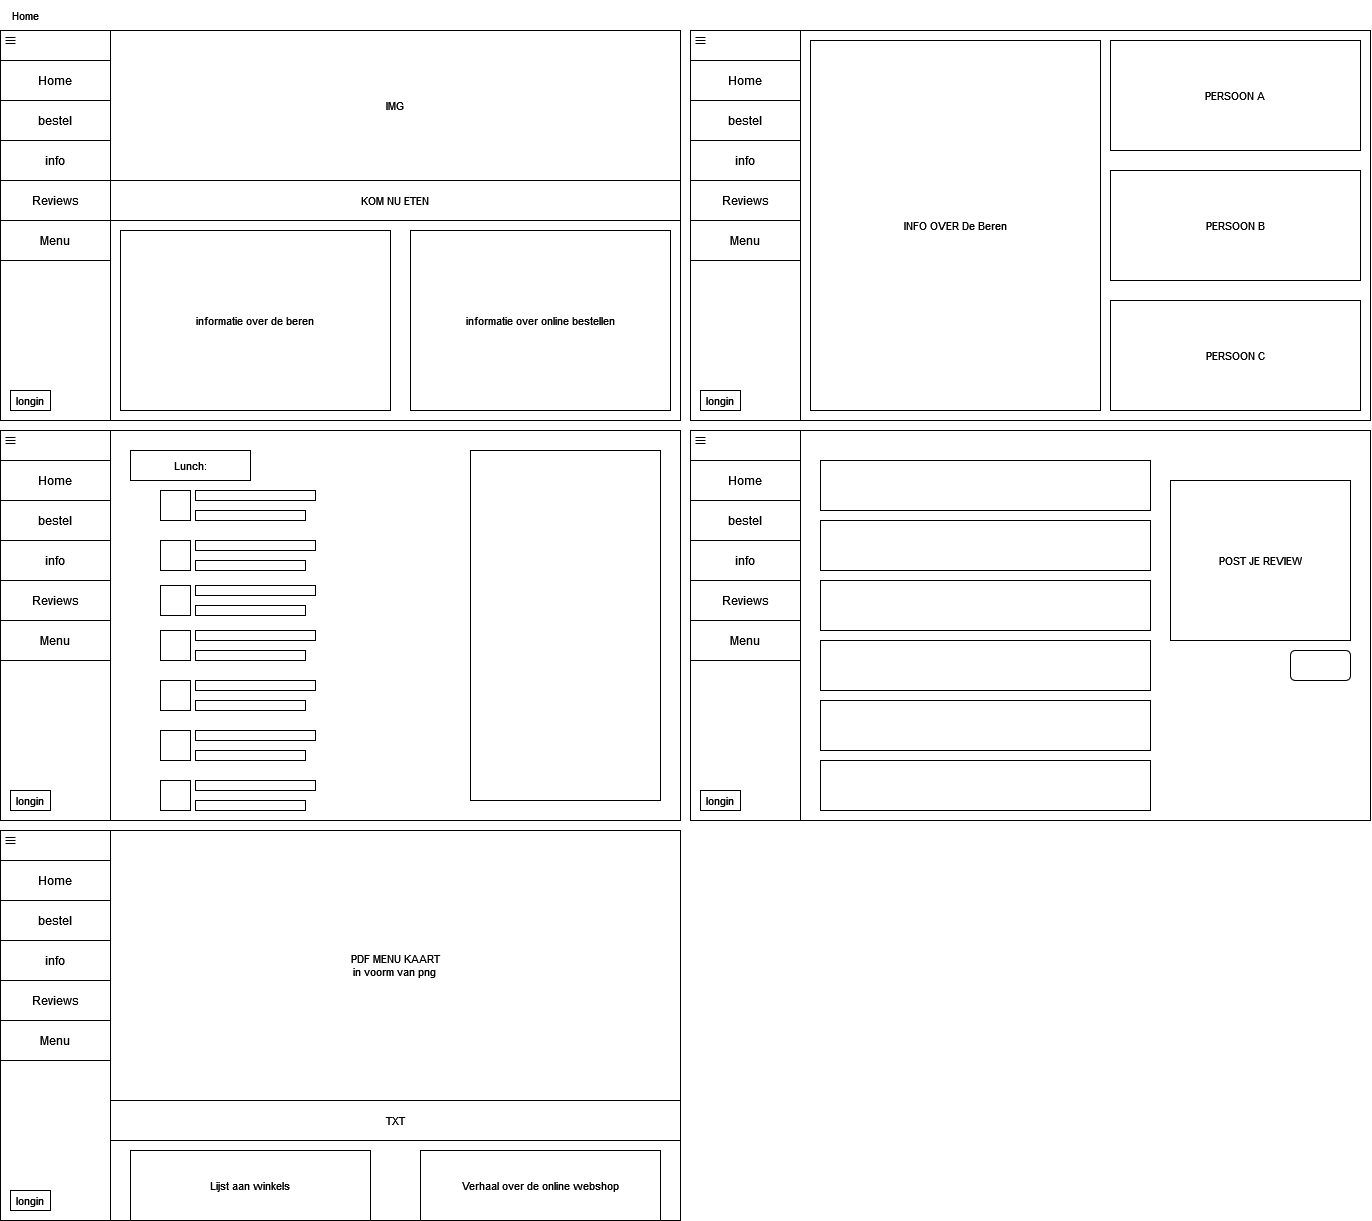 Home
Home
bestel
info
Reviews
Menu
longin
IMG
KOM NU ETEN
informatie over de beren
informatie over online bestellen
Home
bestel
info
Reviews
Menu
longin
INFO OVER De Beren
PERSOON A
PERSOON B
PERSOON C
Home
bestel
info
Reviews
Menu
longin
Lunch:
Home
bestel
info
Reviews
Menu
longin
POST JE REVIEW
Home
bestel
info
Reviews
Menu
longin
PDF MENU KAART
in voorm van png
TXT
Lijst aan winkels
Verhaal over de online webshop